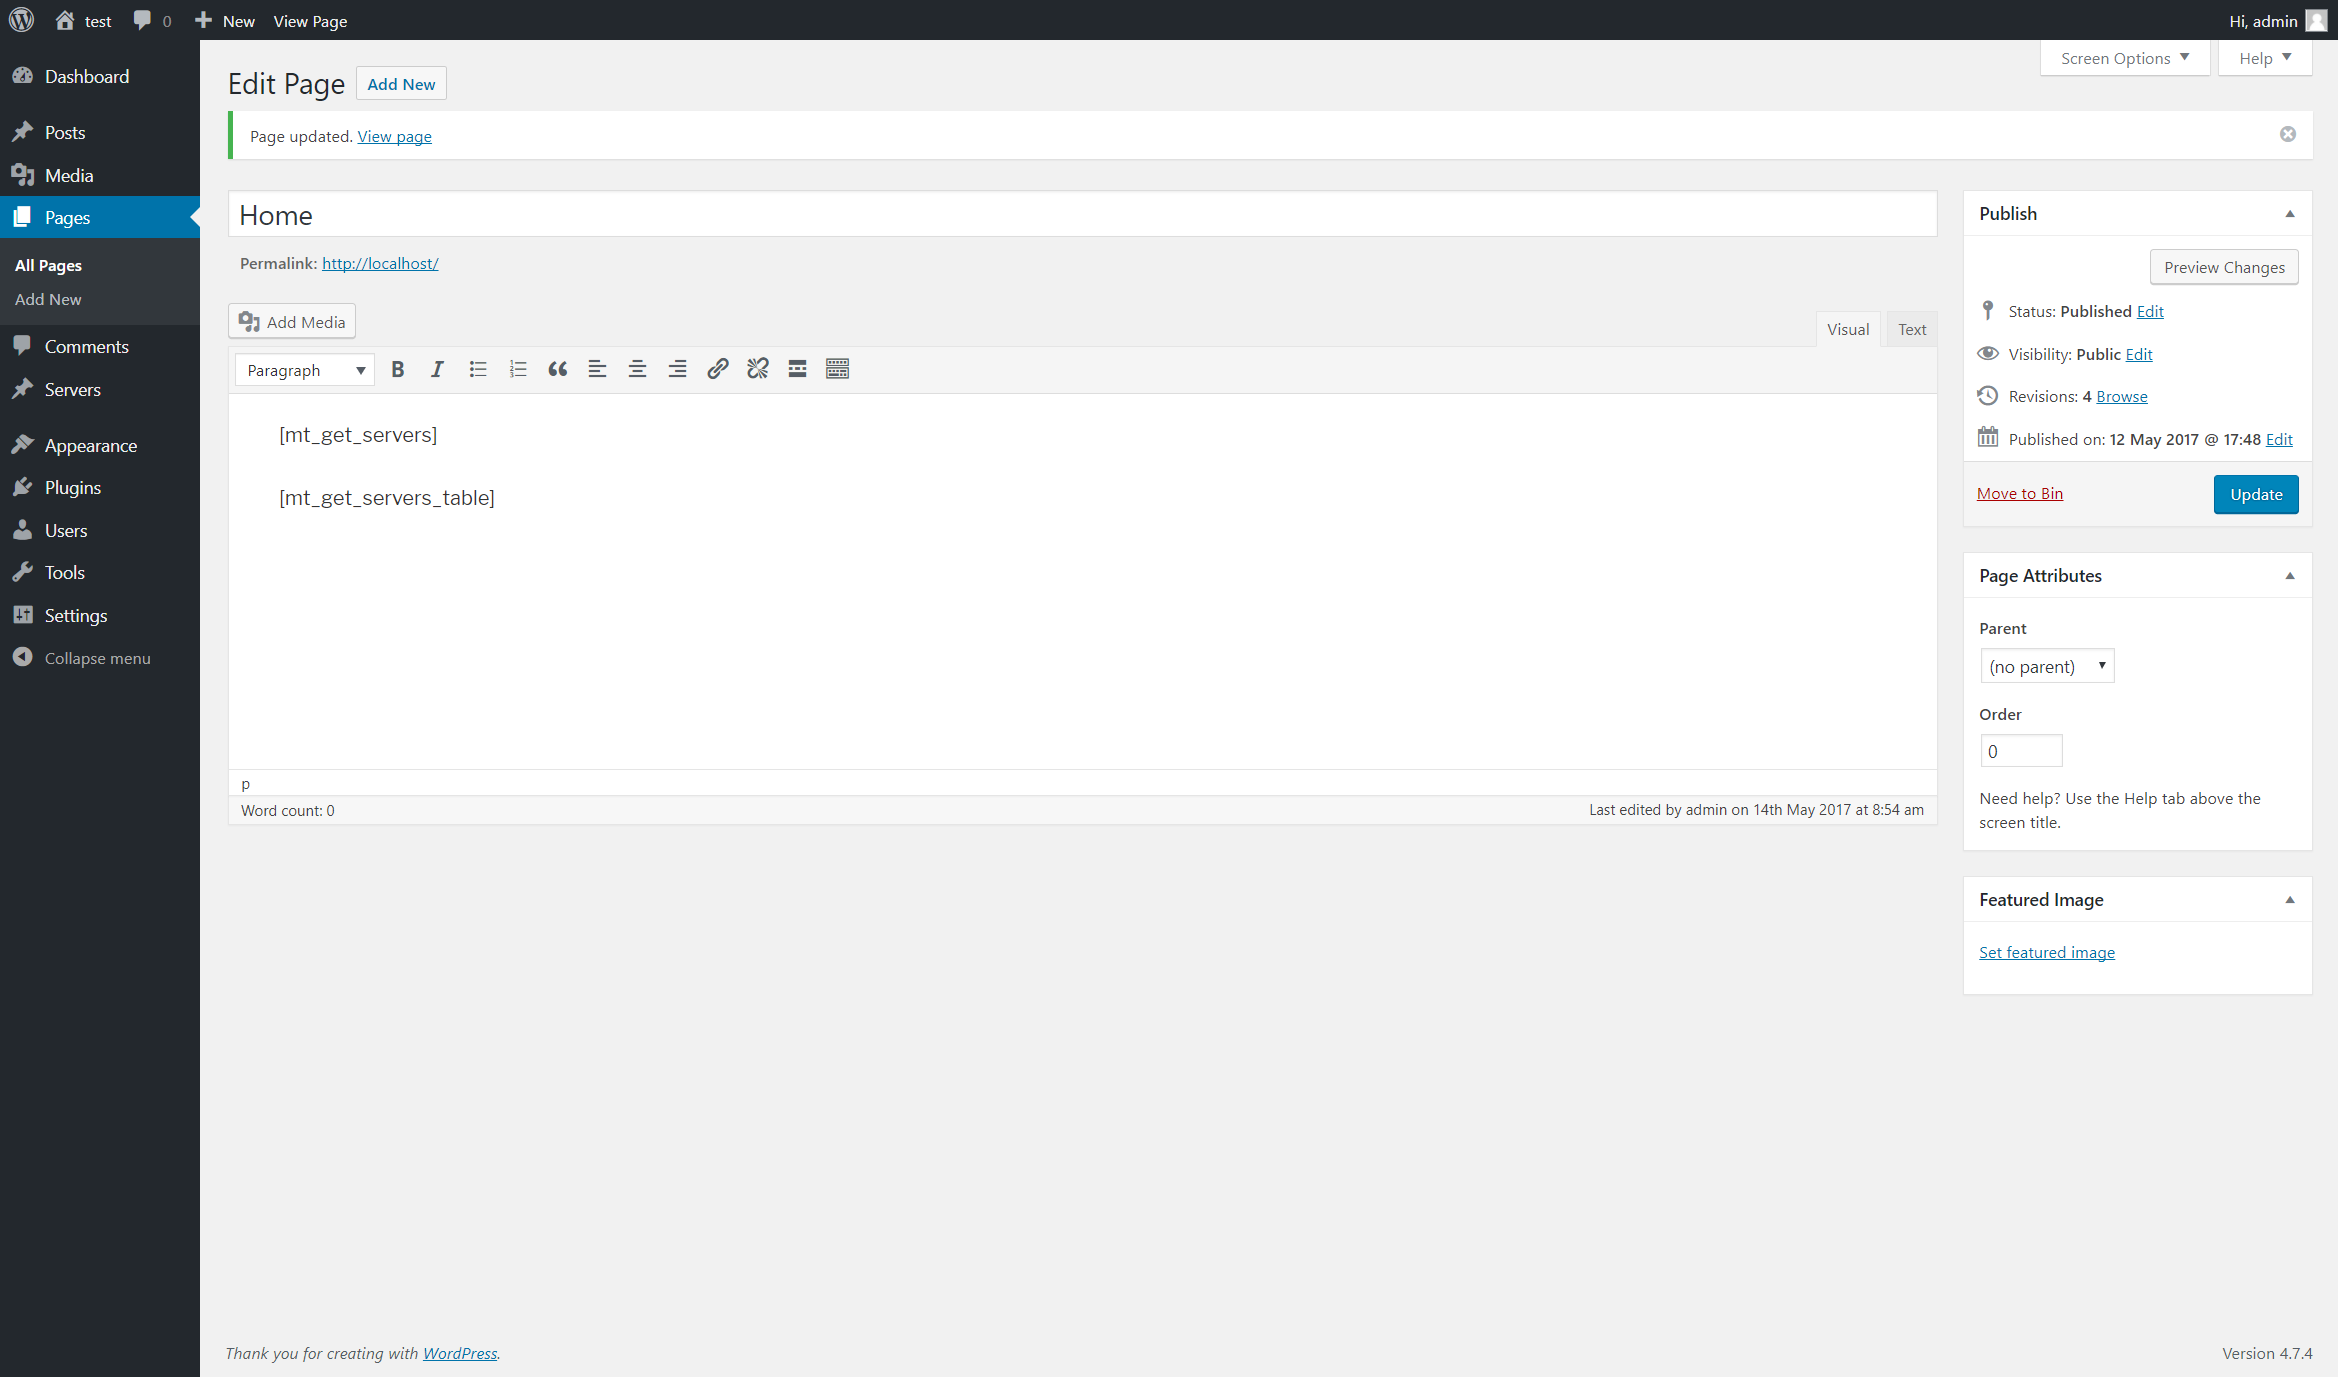 test 0 New View Page Hi, admin
Dashboard
Posts
Media
Pages
All Pages
Add New
Comments
Servers
Appearance
Plugins
Users
Tools
Settings
Collapse menu
Screen Options Help
Edit Page Add New
Page updated. View page
Home
Permalink: http://localhost/
Add Media
Visual Text
Paragraph
[mt_get_servers]
[mt_get_servers_table]
p
Word count: 0 Last edited by admin on 14th May 2017 at 8:54 am
Publish
Preview Changes
Status: Published Edit
Visibility: Public Edit
Revisions: 4 Browse
Published on: 12 May 2017 @ 17:48 Edit
Move to Bin Update
Page Attributes
Parent
(no parent)
Order
0
Need help? Use the Help tab above the
screen title.
Featured Image
Set featured image
Thank you for creating with WordPress. Version 4.7.4